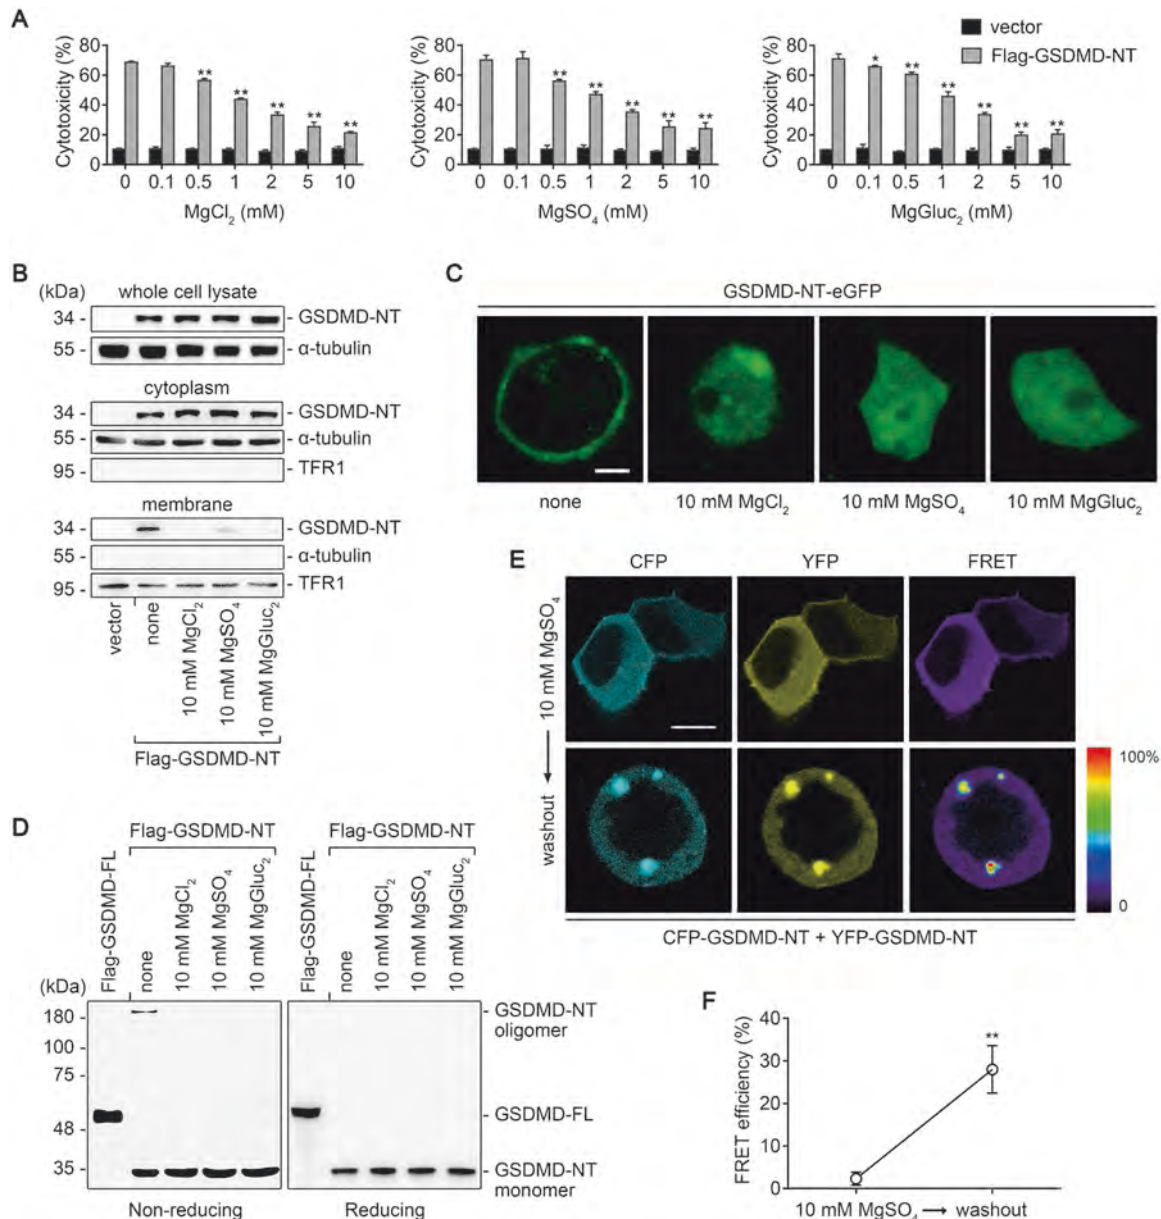 A
vector
Flag-GSDMD-NT
Cytotoxicity (%)
80
60
40
20
0
0 0.1 0.5 1 2 5 10
MgCl₂ (mM)
** ** ** ** **
Cytotoxicity (%)
80
60
40
20
0
0 0.1 0.5 1 2 5 10
MgSO₄ (mM)
** ** ** ** **
Cytotoxicity (%)
80
60
40
20
0
0 0.1 0.5 1 2 5 10
MgGluc₂ (mM)
* ** ** ** ** **
B
(kDa)
whole cell lysate
34 - - GSDMD-NT
55 - - α-tubulin
cytoplasm
34 - - GSDMD-NT
55 - - α-tubulin
95 - - TFR1
membrane
34 - - GSDMD-NT
55 - - α-tubulin
95 - - TFR1
vector
none
10 mM MgCl₂
10 mM MgSO₄
10 mM MgGluc₂
Flag-GSDMD-NT
C
GSDMD-NT-eGFP
none 10 mM MgCl₂ 10 mM MgSO₄ 10 mM MgGluc₂
D
Flag-GSDMD-NT Flag-GSDMD-NT
Flag-GSDMD-FL
none
10 mM MgCl₂
10 mM MgSO₄
10 mM MgGluc₂
Flag-GSDMD-FL
none
10 mM MgCl₂
10 mM MgSO₄
10 mM MgGluc₂
(kDa)
180 -
100 -
75 -
48 -
35 -
- GSDMD-NT
oligomer
- GSDMD-FL
- GSDMD-NT
monomer
Non-reducing Reducing
E
CFP YFP FRET
10 mM MgSO₄
washout
100%
0
CFP-GSDMD-NT + YFP-GSDMD-NT
F
FRET efficiency (%)
40
30
20
10
0
**
10 mM MgSO₄ → washout